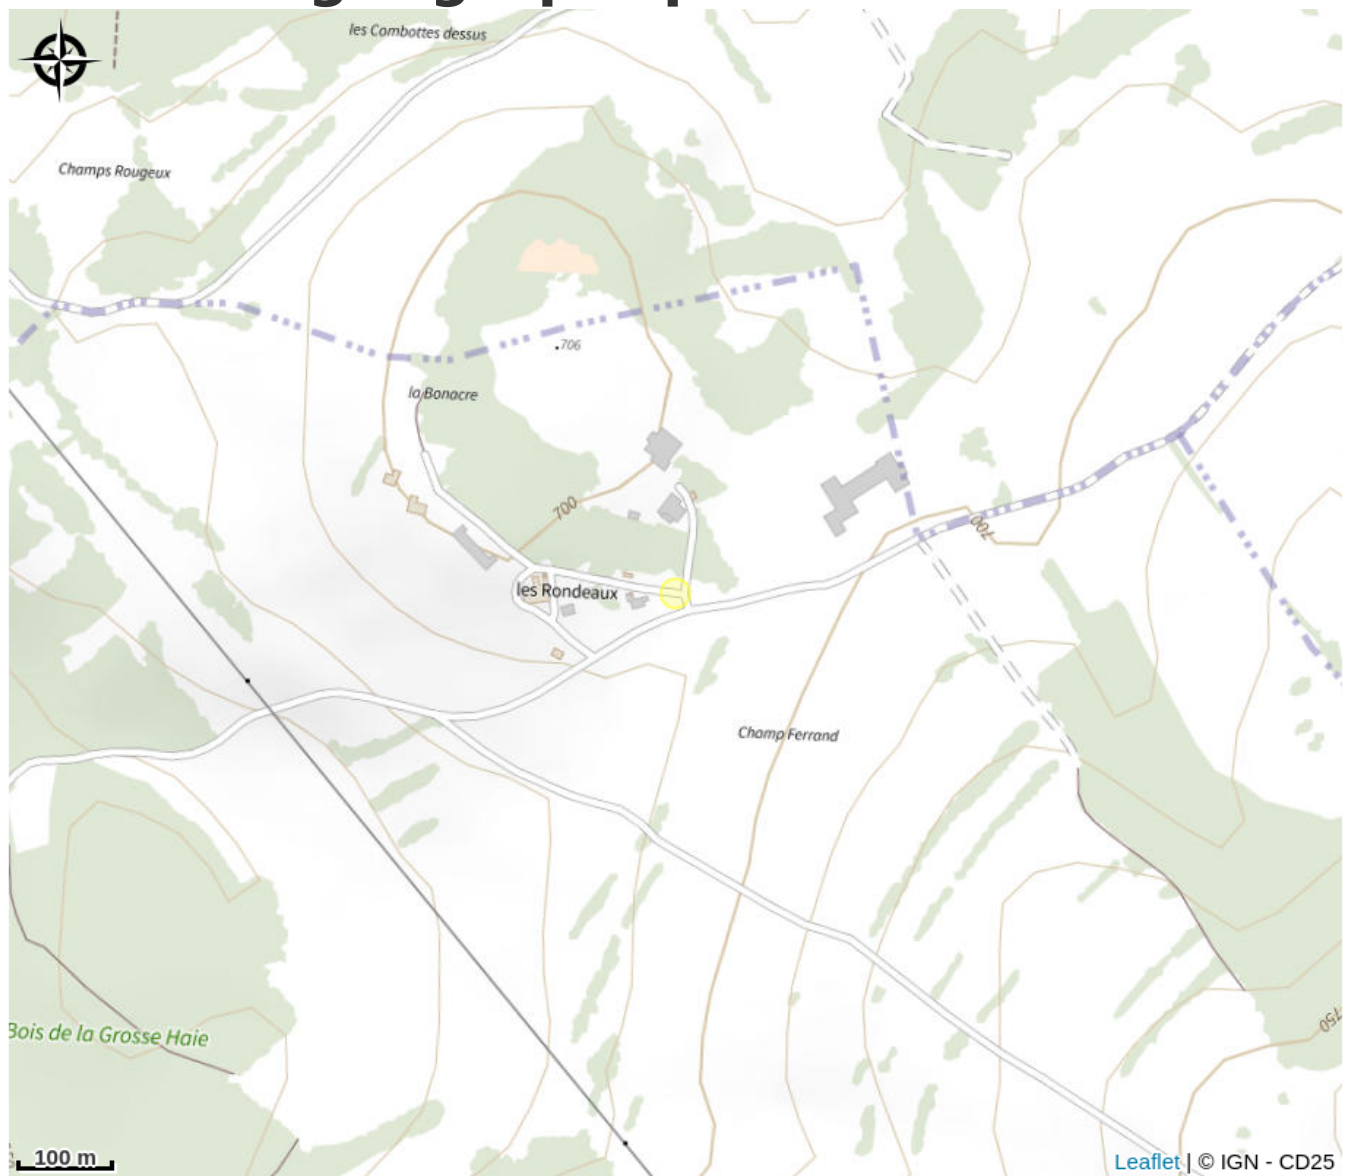 les Combottes dessus
Champs Rougeux
706
la Bonacre
700
700
les Rondeaux
Champ Ferrand
750
Bois de la Grosse Haie
100 m
Leaflet | © IGN - CD25